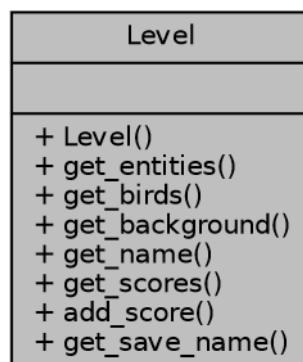 Level
+ Level()
+ get_entities()
+ get_birds()
+ get_background()
+ get_name()
+ get_scores()
+ add_score()
+ get_save_name()